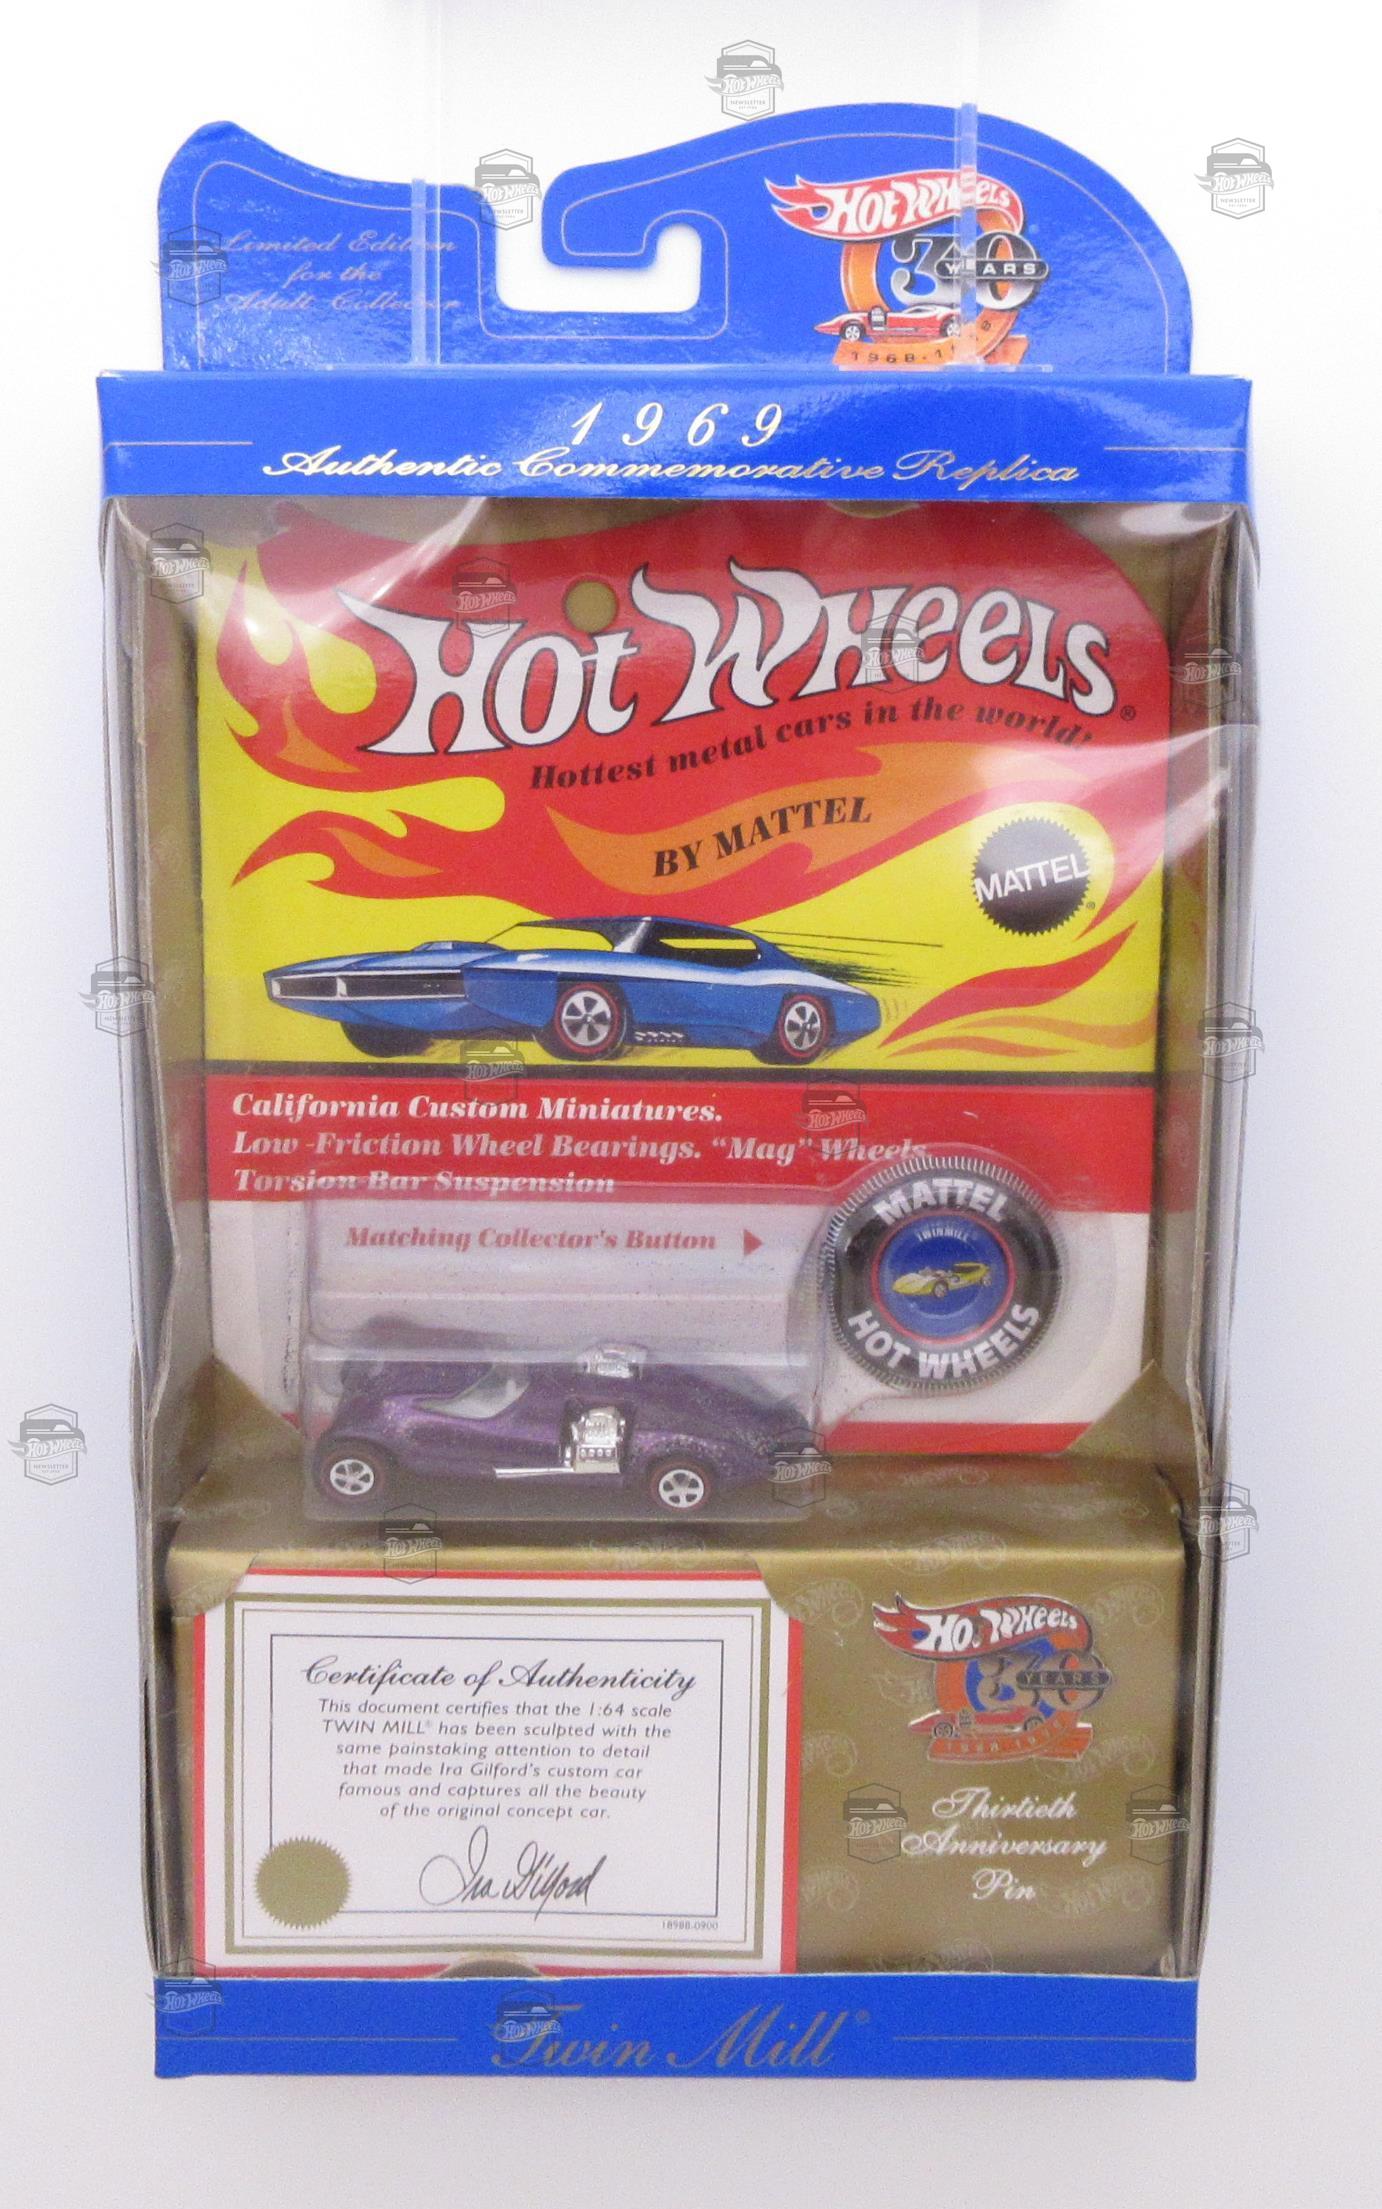 Limited Edition
for the
Adult Collector
Hot Wheels
30
YEARS
1968-1998
1969
Authentic Commemorative Replica
Hot Wheels®
Hottest metal cars in the world!
BY MATTEL
MATTEL®
California Custom Miniatures.
Low-Friction Wheel Bearings. “Mag” Wheels
Torsion Bar Suspension
Matching Collector's Button
MATTEL
TWINMILL
HOT WHEELS
Certificate of Authenticity
This document certifies that the 1:64 scale
TWIN MILL® has been sculpted with the
same painstaking attention to detail
that made Ira Gilford's custom car
famous and captures all the beauty
of the original concept car.
Ira Gilford
18988-0900
Hot Wheels
30
YEARS
Thirtieth
Anniversary
Pin
Twin Mill®
Hot Wheels
NEWSLETTER